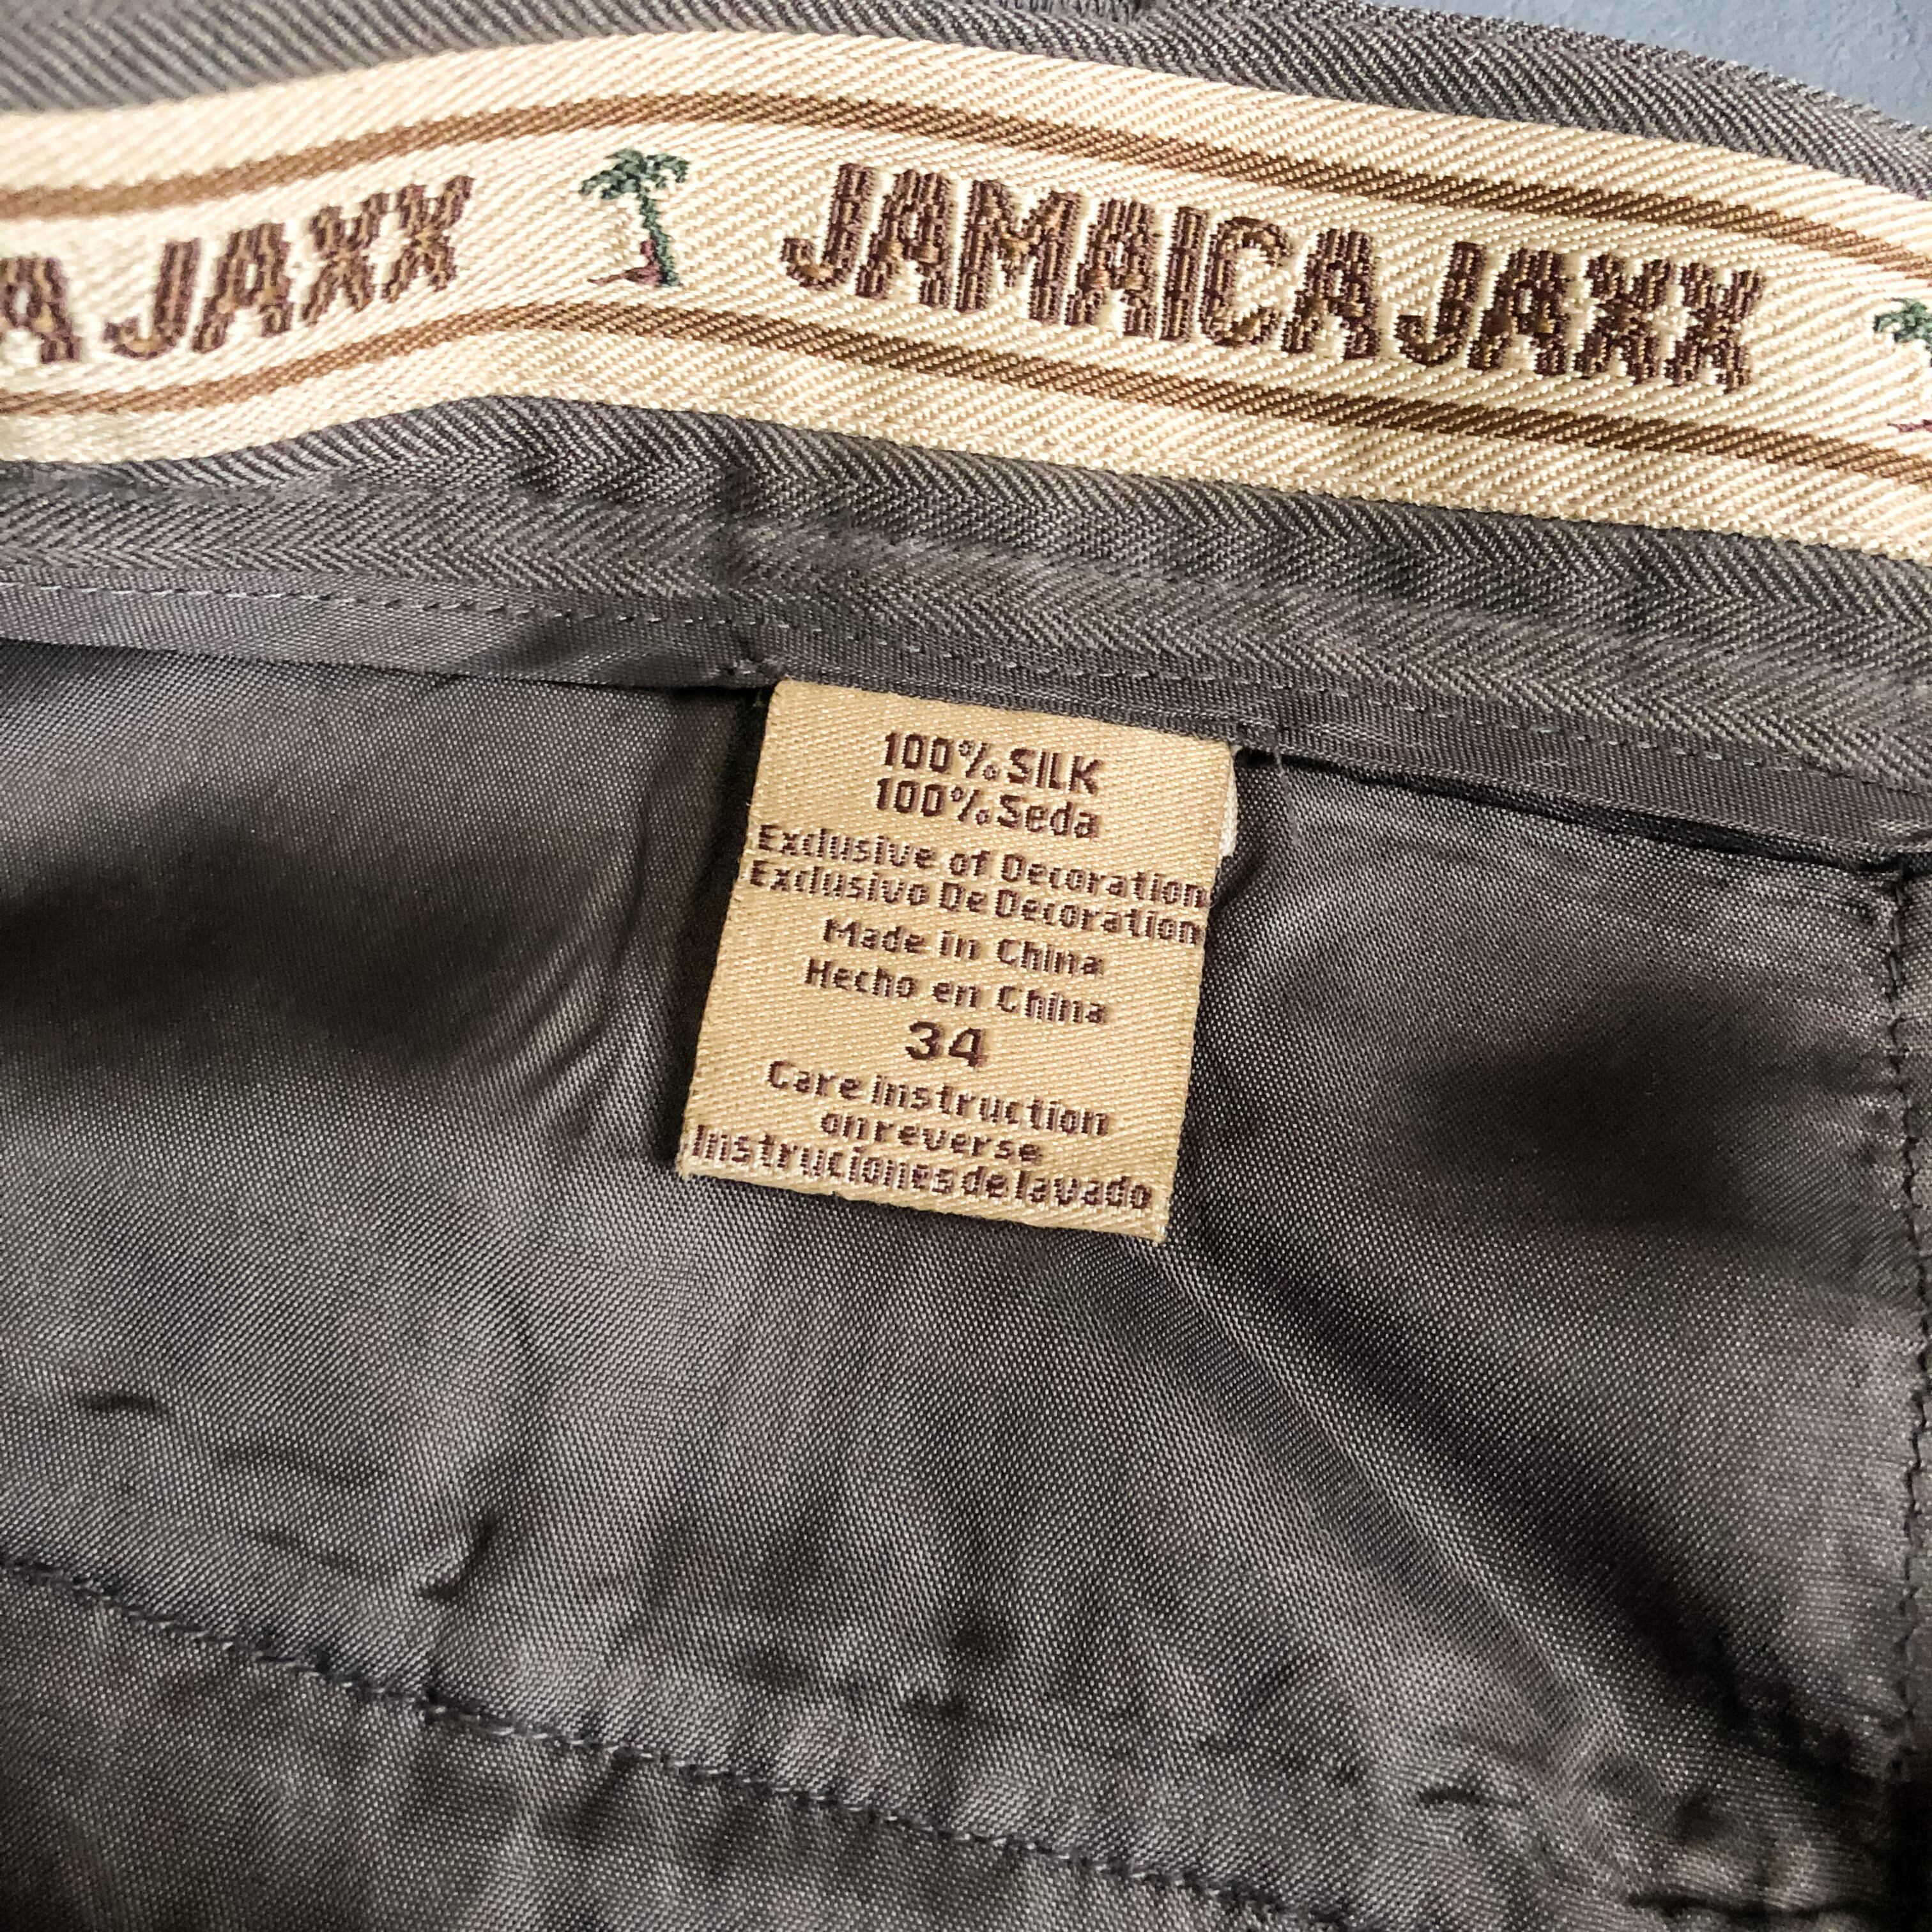 A JAXX JAMAICA JAXX
100% SILK
100% Seda
Exclusive of Decoration
Exclusivo De Decoration
Made in China
Hecho en China
34
Care instruction
on reverse
Instruciones de lavado